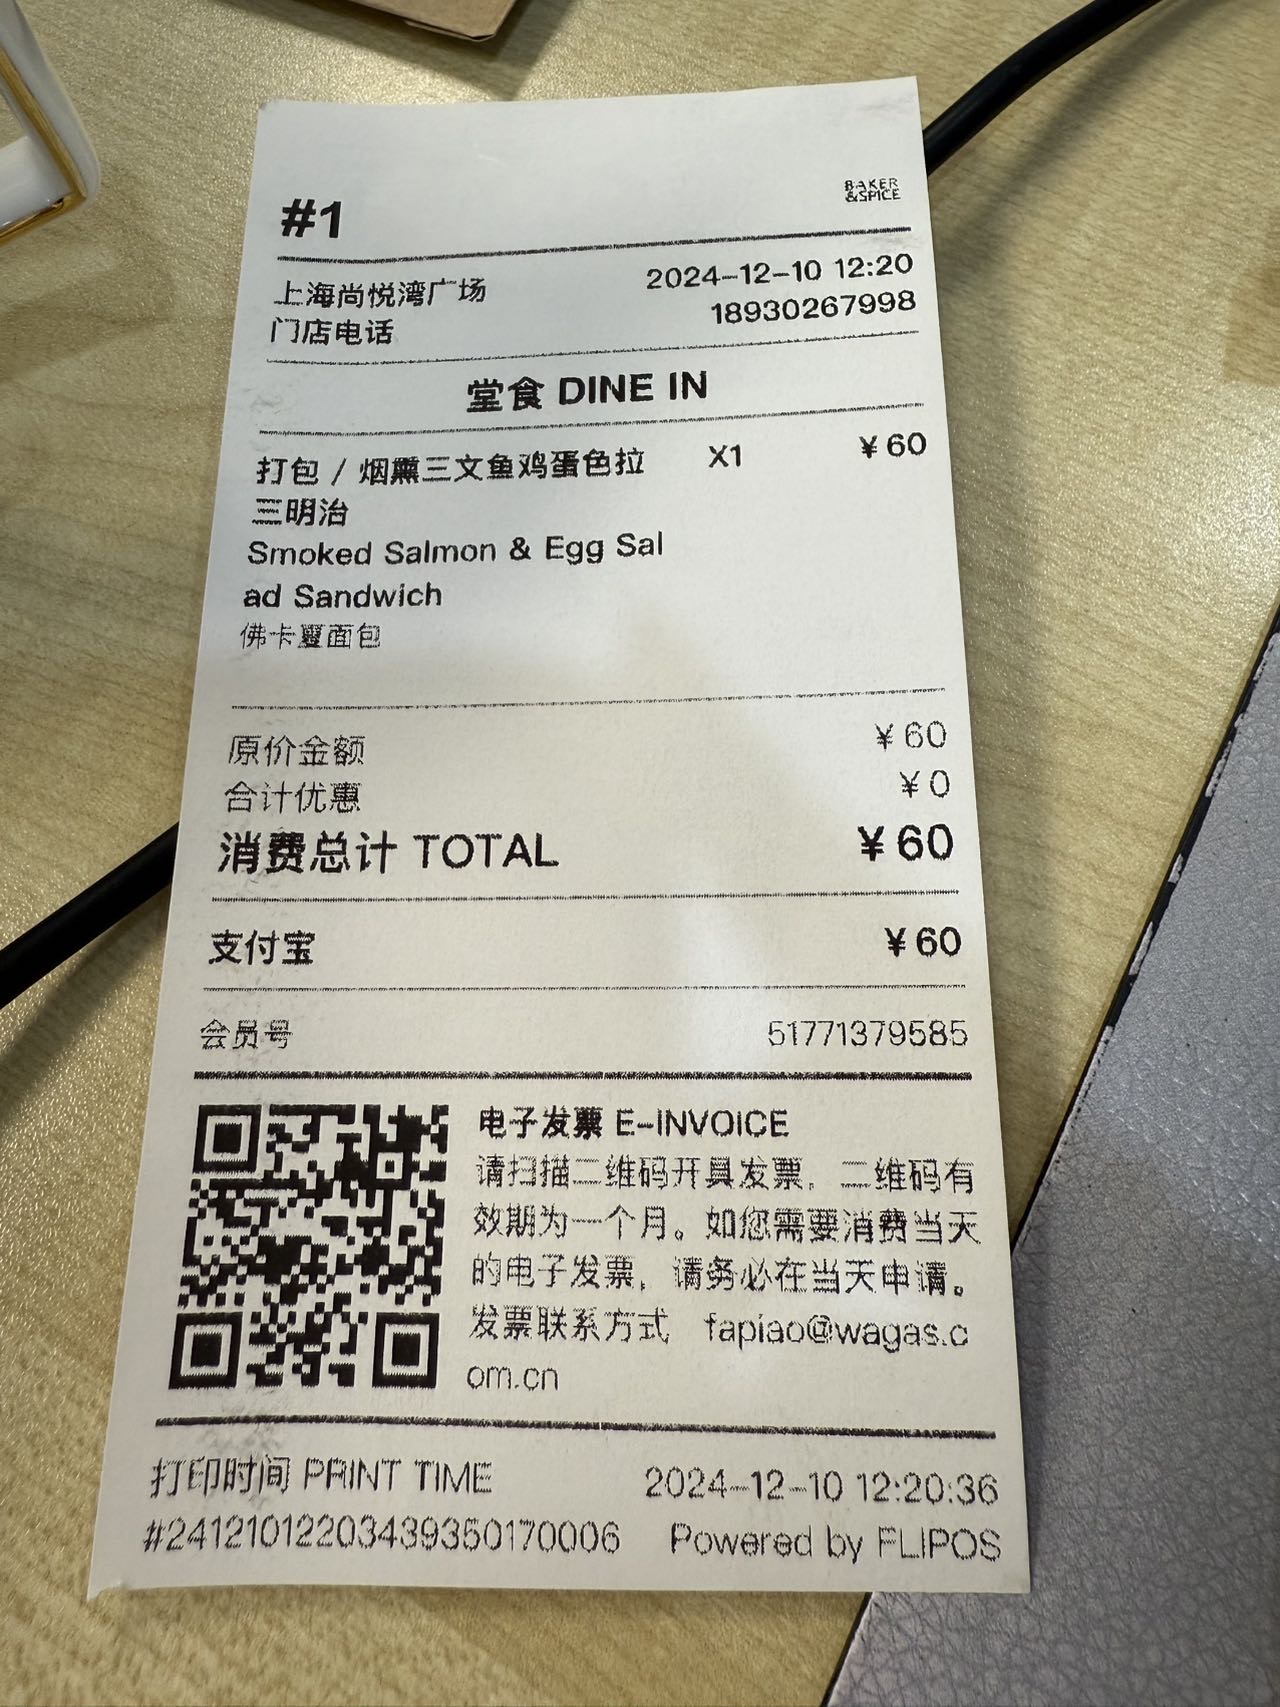 BAKER
&SPICE
#1
上海尚悦湾广场 2024-12-10 12:20
门店电话 18930267998
堂食 DINE IN
打包 / 烟熏三文鱼鸡蛋色拉 X1 ¥60
三明治
Smoked Salmon & Egg Sal
ad Sandwich
佛卡夏面包
原价金额 ¥60
合计优惠 ¥0
消费总计 TOTAL ¥60
支付宝 ¥60
会员号 51771379585
电子发票 E-INVOICE
请扫描二维码开具发票，二维码有
效期为一个月。如您需要消费当天
的电子发票，请务必在当天申请。
发票联系方式 fapiao@wagas.c
om.cn
打印时间 PRINT TIME 2024-12-10 12:20:36
#24121012203439350170006 Powered by FLIPOS